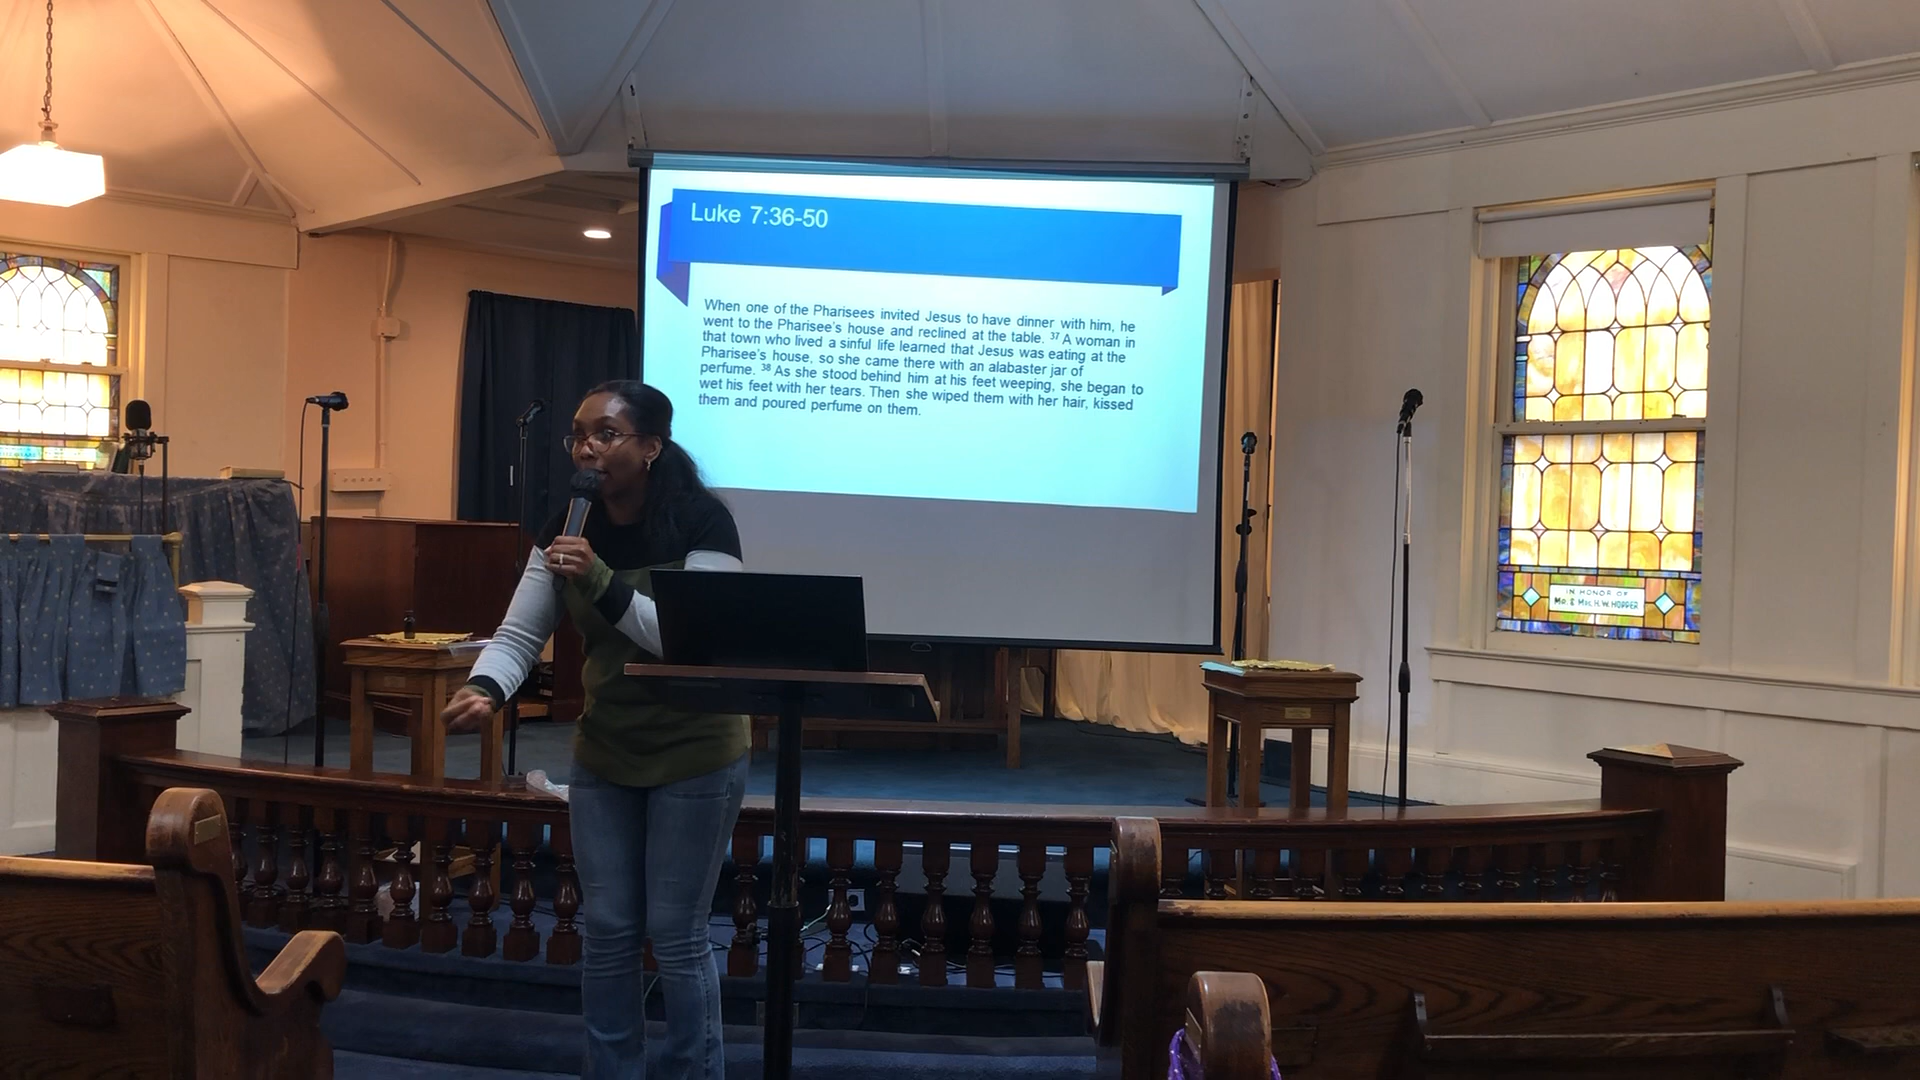 Luke 7:36-50
When one of the Pharisees invited Jesus to have dinner with him, he
went to the Pharisee's house and reclined at the table. 37 A woman in
that town who lived a sinful life learned that Jesus was eating at the
Pharisee's house, so she came there with an alabaster jar of
perfume. 38 As she stood behind him at his feet weeping, she began to
wet his feet with her tears. Then she wiped them with her hair, kissed
them and poured perfume on them.
IN HONOR OF
MR. & MRS. H. W. HOPPER